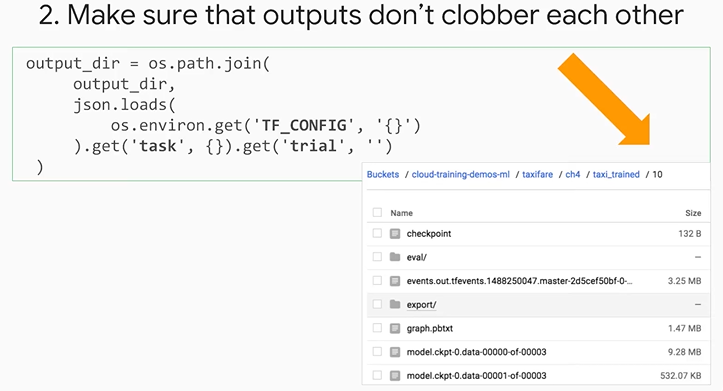 2. Make sure that outputs don’t clobber each other
output_dir = os.path.join(
output_dir,
json.loads(
os.environ.get('TF_CONFIG', '{}')
).get('task', {}).get('trial', '')
)
Buckets / cloud-training-demos-ml / taxifare / ch4 / taxi_trained / 10
Name Size
checkpoint 132 B
eval/ –
events.out.tfevents.1488250047.master-2d5cef50bf-0-... 3.25 MB
export/ –
graph.pbtxt 1.47 MB
model.ckpt-0.data-00000-of-00003 9.28 MB
model.ckpt-0.data-00001-of-00003 532.07 KB